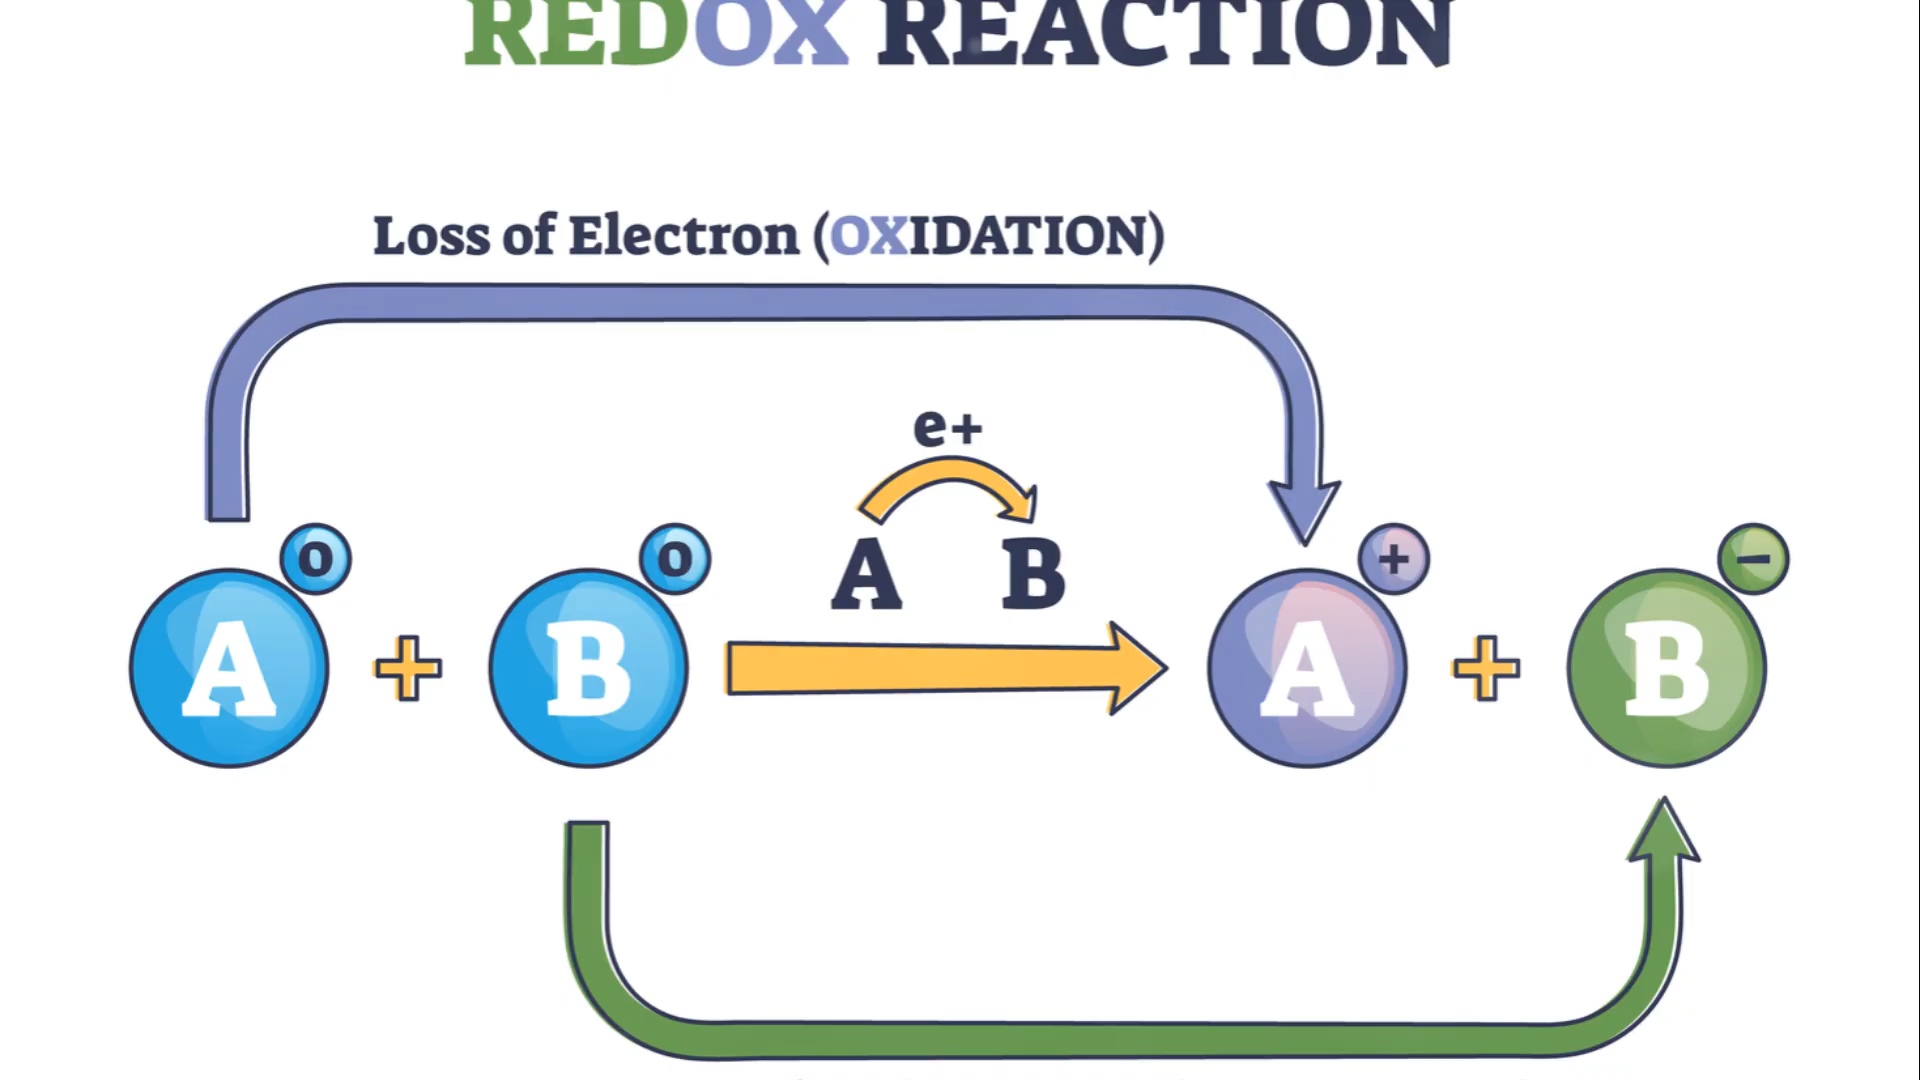 REDOX REACTION
Loss of Electron (OXIDATION)
e+
A B
A 0 + B 0 A + + B −